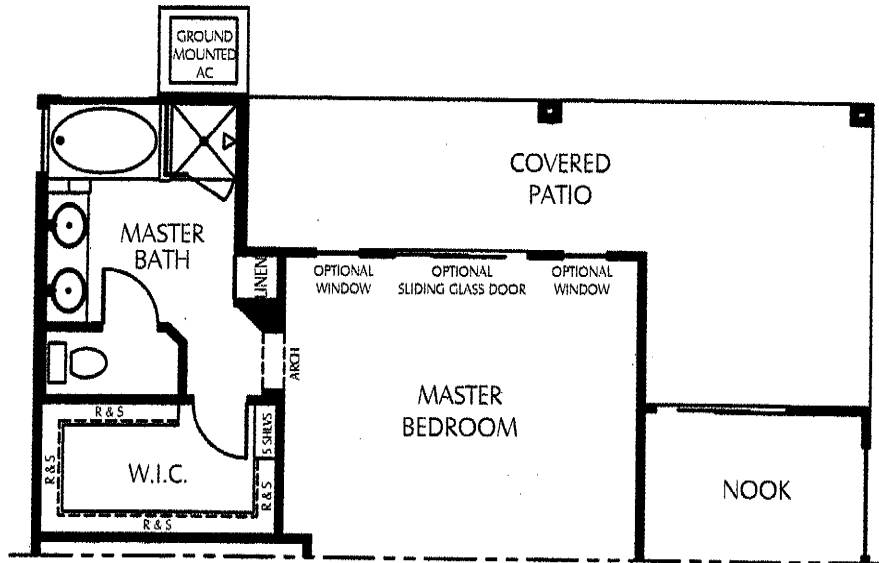 GROUND
MOUNTED
AC
COVERED
PATIO
MASTER
BATH
LINEN
OPTIONAL
WINDOW
OPTIONAL
SLIDING GLASS DOOR
OPTIONAL
WINDOW
ARCH
MASTER
BEDROOM
R & S
5 SHLVS
R & S
W.I.C.
R & S
R & S
NOOK